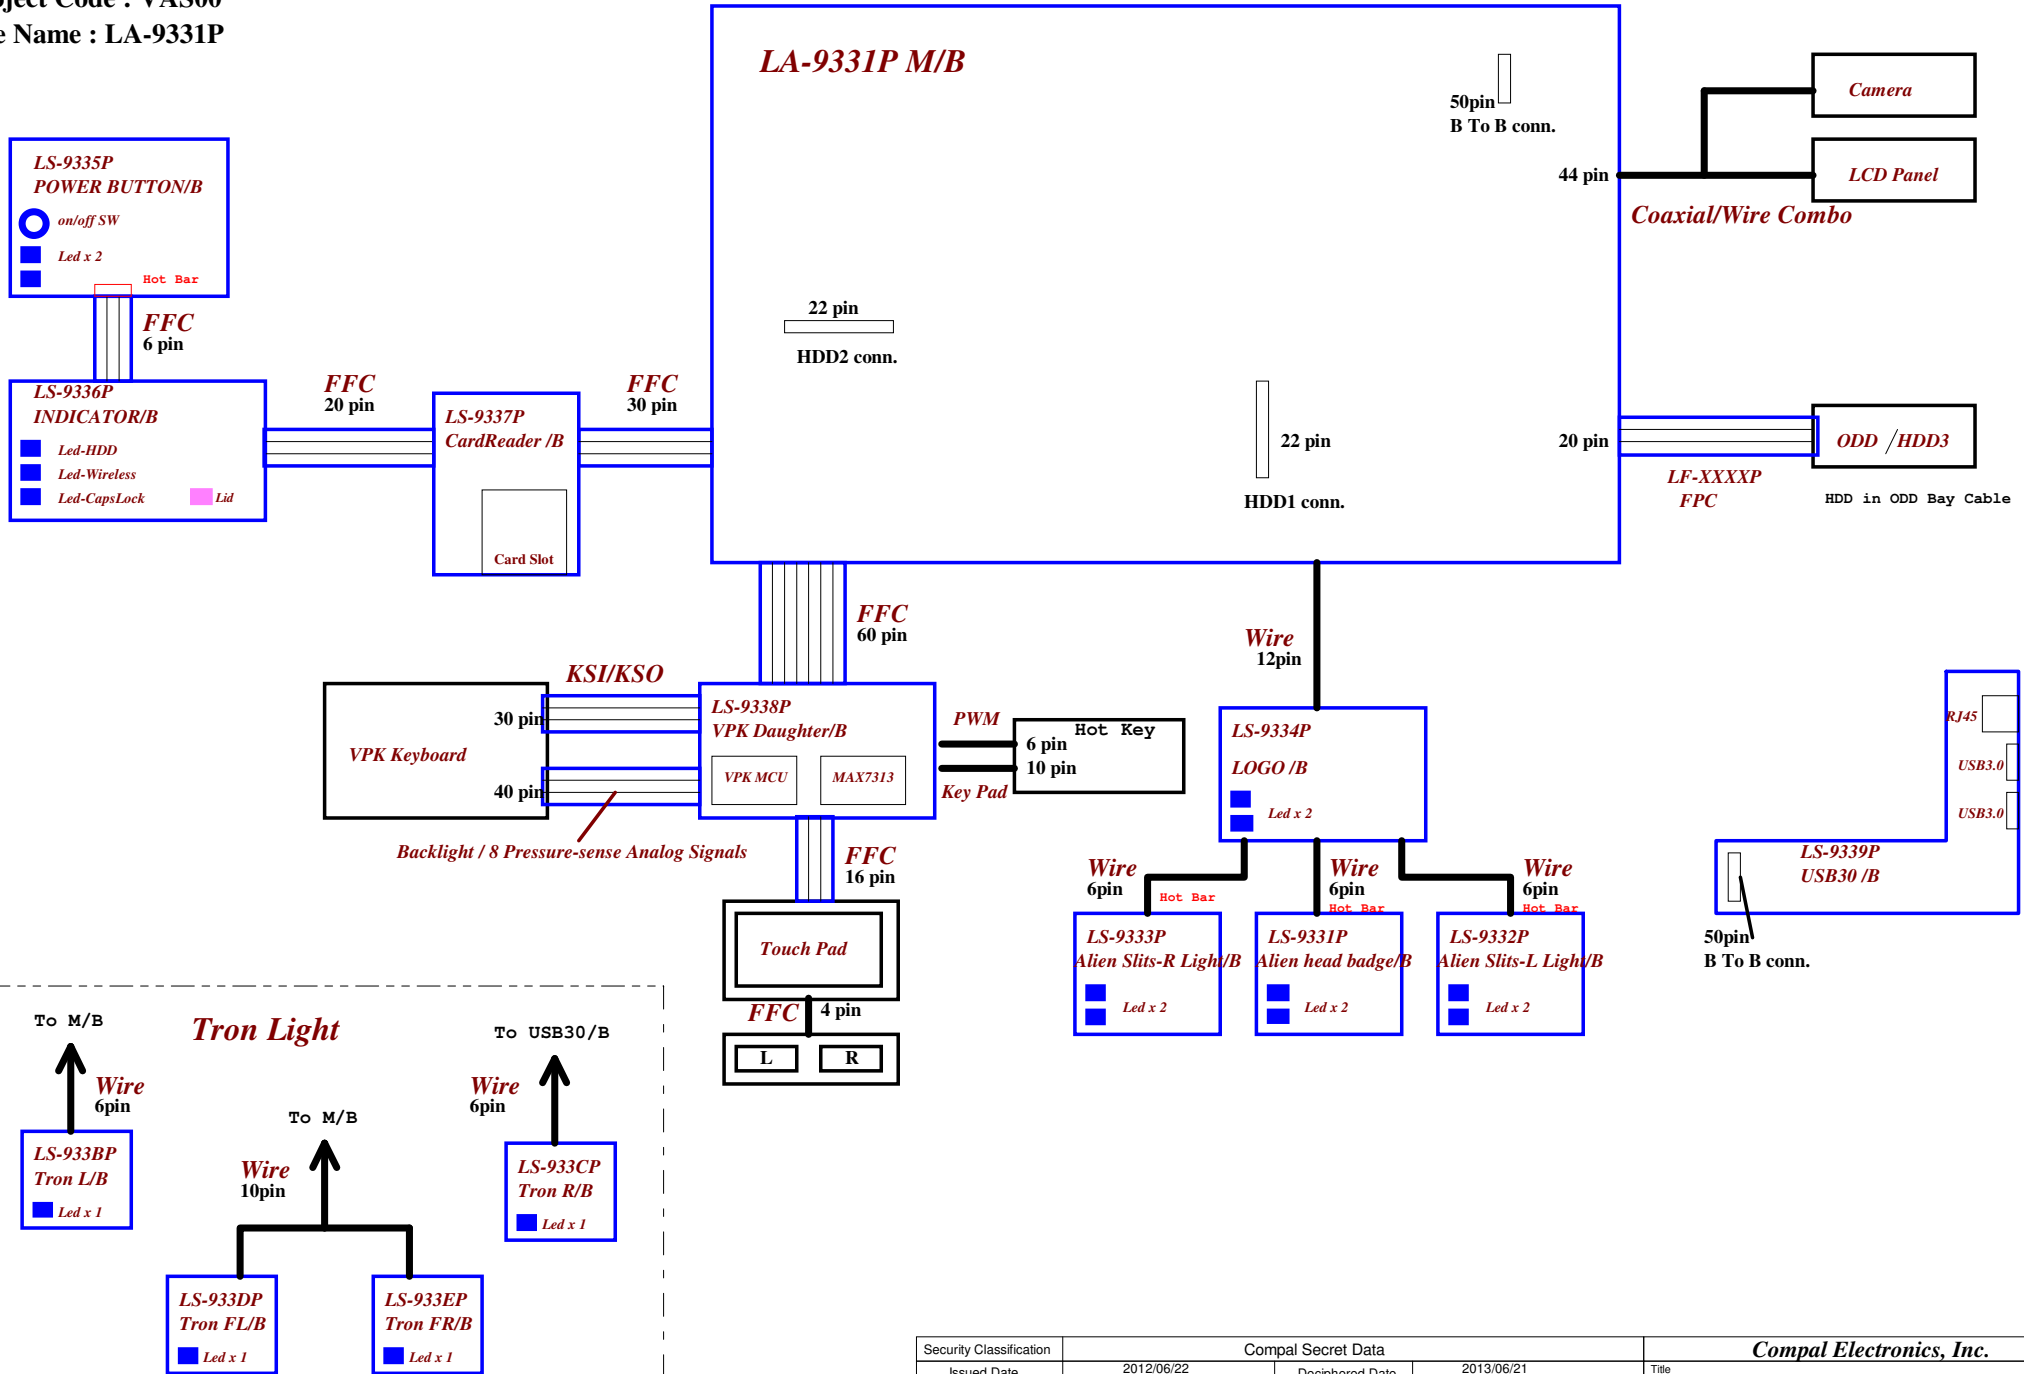 Code : VAS00
Name : LA-9331P
LA-9331P M/B
50pin
B To B conn.
Camera
44 pin
LCD Panel
Coaxial/Wire Combo
LS-9335P
POWER BUTTON/B
on/off SW
Led x 2
Hot Bar
FFC
6 pin
22 pin
HDD2 conn.
LS-9336P
INDICATOR/B
Led-HDD
Led-Wireless
Led-CapsLock
Lid
FFC
20 pin
LS-9337P
CardReader /B
Card Slot
FFC
30 pin
22 pin
HDD1 conn.
20 pin
ODD /HDD3
LF-XXXXP
FPC
HDD in ODD Bay Cable
FFC
60 pin
Wire
12pin
KSI/KSO
30 pin
VPK Keyboard
40 pin
LS-9338P
VPK Daughter/B
VPK MCU
MAX7313
PWM
Hot Key
6 pin
10 pin
Key Pad
Backlight / 8 Pressure-sense Analog Signals
FFC
16 pin
Touch Pad
FFC
4 pin
L
R
LS-9334P
LOGO /B
Led x 2
Wire
6pin
Hot Bar
Wire
6pin
Hot Bar
Wire
6pin
Hot Bar
LS-9333P
Alien Slits-R Light/B
Led x 2
LS-9331P
Alien head badge/B
Led x 2
LS-9332P
Alien Slits-L Light/B
Led x 2
RJ45
USB3.0
USB3.0
LS-9339P
USB30 /B
50pin
B To B conn.
Tron Light
To M/B
Wire
6pin
LS-933BP
Tron L/B
Led x 1
To M/B
Wire
10pin
To USB30/B
Wire
6pin
LS-933CP
Tron R/B
Led x 1
LS-933DP
Tron FL/B
Led x 1
LS-933EP
Tron FR/B
Led x 1
Security Classification
Compal Secret Data
Compal Electronics, Inc.
Issued Date
2012/06/22
Deciphered Date
2013/06/21
Title